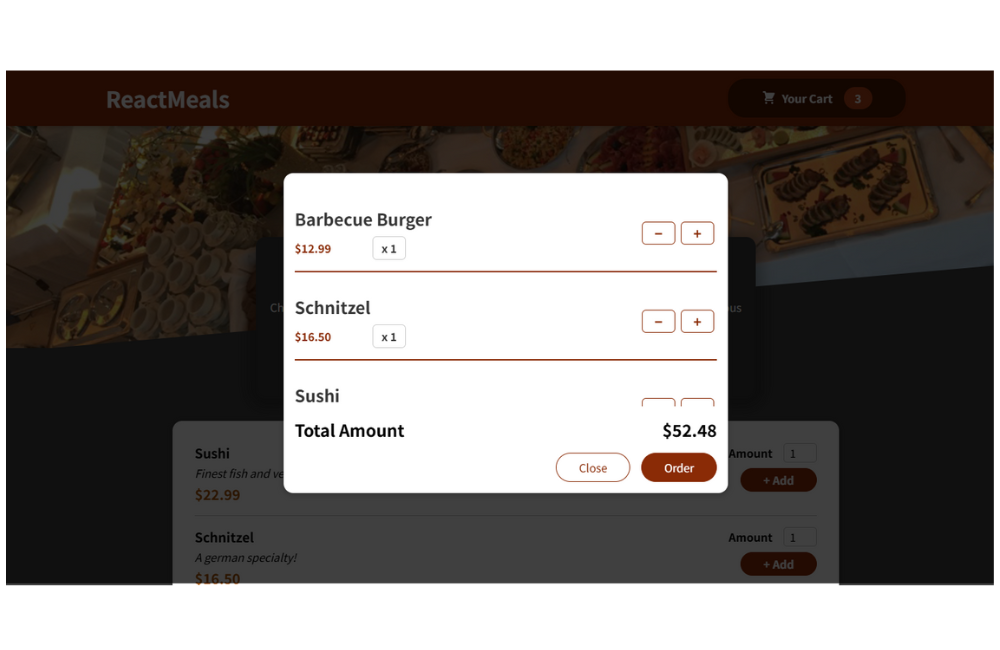 ReactMeals
Your Cart 3
Barbecue Burger
$12.99 x 1
− +
Schnitzel
$16.50 x 1
− +
Sushi
Total Amount $52.48
Close Order
Ch
ous
Sushi
Finest fish and ve
$22.99
Amount 1
+ Add
Schnitzel
A german specialty!
$16.50
Amount 1
+ Add